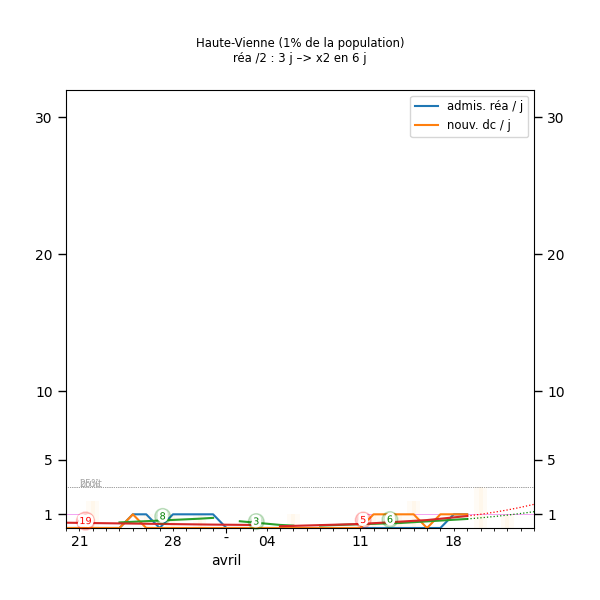 Haute-Vienne (1% de la population)
réa /2 : 3 j –> x2 en 6 j
admis. réa / j
nouv. dc / j
30 30
20 20
10 10
5 5
1 1
19 8 3 5 6
21 28 - 04 11 18
avril